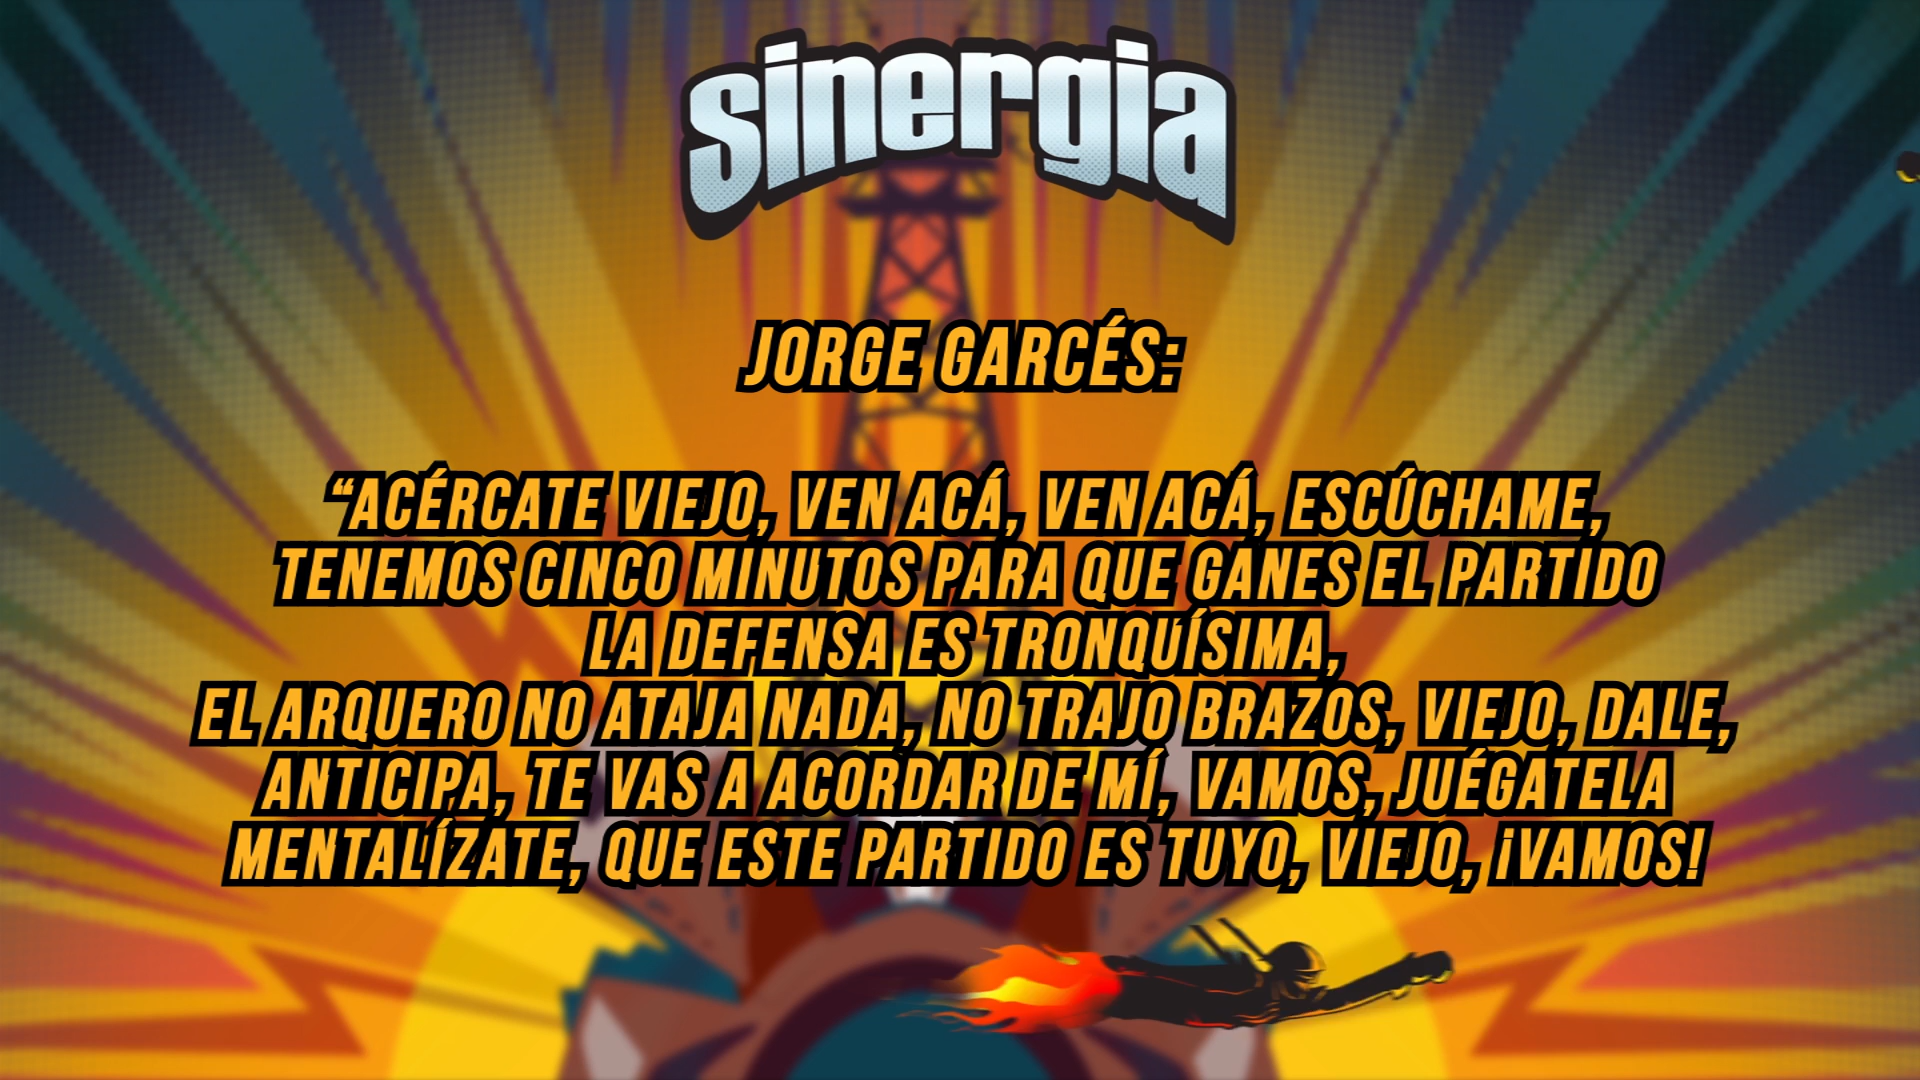 sinergia
JORGE GARCÉS:
“ACÉRCATE VIEJO, VEN ACÁ, VEN ACÁ, ESCÚCHAME,
TENEMOS CINCO MINUTOS PARA QUE GANES EL PARTIDO
LA DEFENSA ES TRONQUÍSIMA,
EL ARQUERO NO ATAJA NADA, NO TRAJO BRAZOS, VIEJO, DALE,
ANTICIPA, TE VAS A ACORDAR DE MÍ, VAMOS, JUÉGATELA
MENTALÍZATE, QUE ESTE PARTIDO ES TUYO, VIEJO, ¡VAMOS!